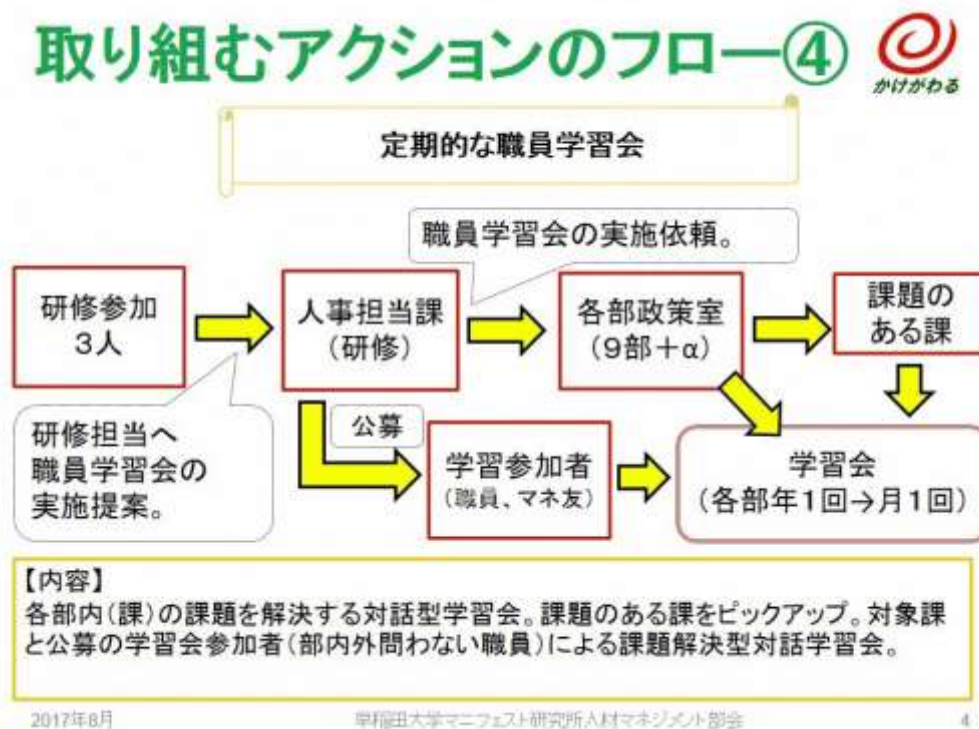 取り組むアクションのフロー④
かけがわる
定期的な職員学習会
職員学習会の実施依頼。
研修参加
3人
人事担当課
(研修)
各部政策室
(9部+α)
課題の
ある課
研修担当へ
職員学習会の
実施提案。
公募
学習参加者
(職員、マネ友)
学習会
(各部年1回→月1回)
【内容】
各部内(課)の課題を解決する対話型学習会。課題のある課をピックアップ。対象課
と公募の学習会参加者(部内外問わない職員)による課題解決型対話学習会。
2017年8月
早稲田大学マニフェスト研究所人材マネジメント部会
4